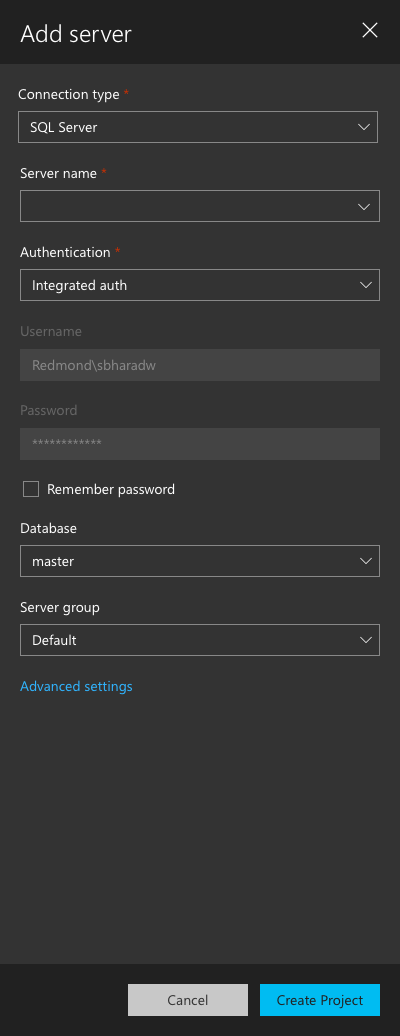 Add server
Connection type *
SQL Server
Server name *
Authentication *
Integrated auth
Username
Redmond\sbharadw
Password
************
Remember password
Database
master
Server group
Default
Advanced settings
Cancel
Create Project